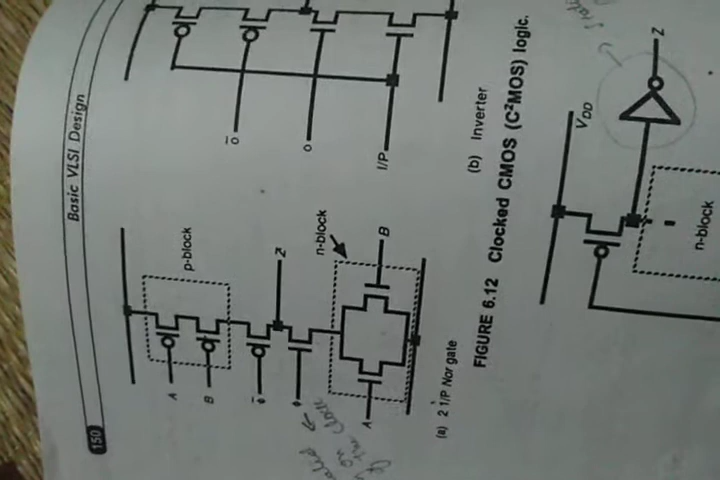 150
Basic VLSI Design
p-block
A
B
Z
n-block
A
B
(a) 2 I/P Nor gate
I/P
(b) Inverter
FIGURE 6.12 Clocked CMOS (C²MOS) logic.
V_DD
Z
n-block